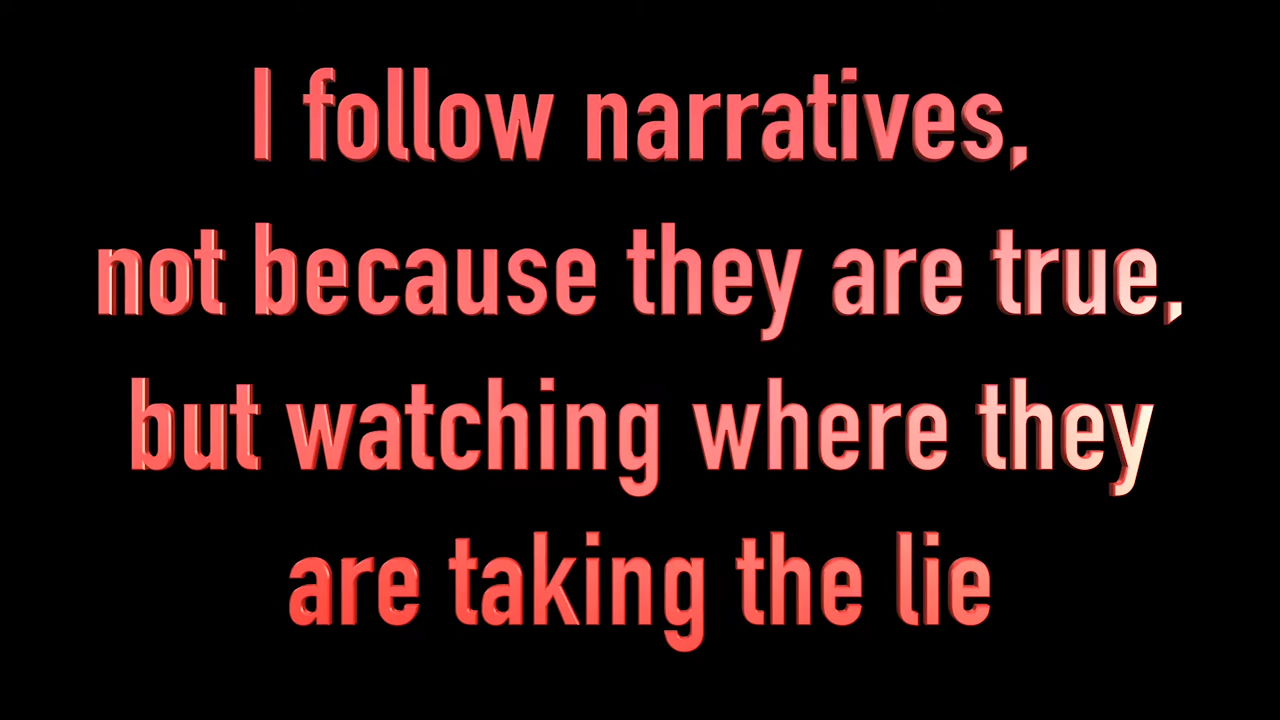 I follow narratives,
not because they are true,
but watching where they
are taking the lie